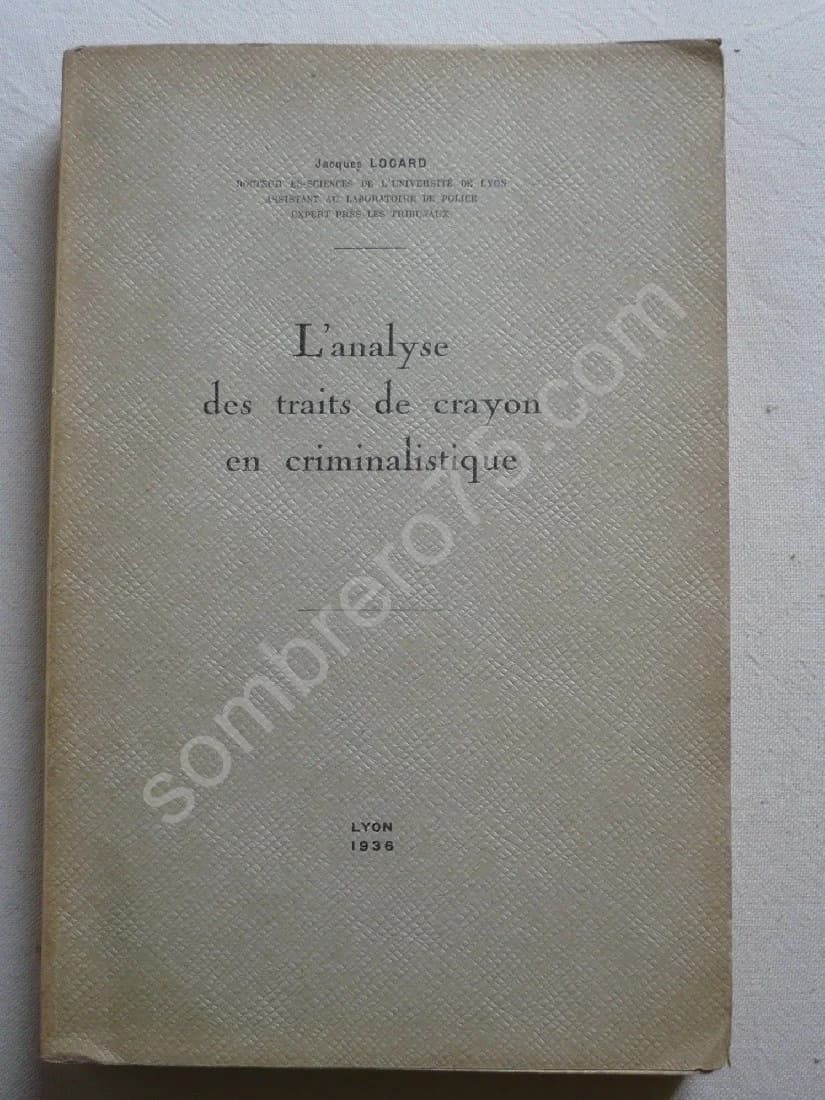 Jacques LOCARD
DOCTEUR ES-SCIENCES DE L'UNIVERSITÉ DE LYON
ASSISTANT AU LABORATOIRE DE POLICE
EXPERT PRÈS LES TRIBUNAUX
L'analyse
des traits de crayon
en criminalistique
sombrero75.com
LYON
1936